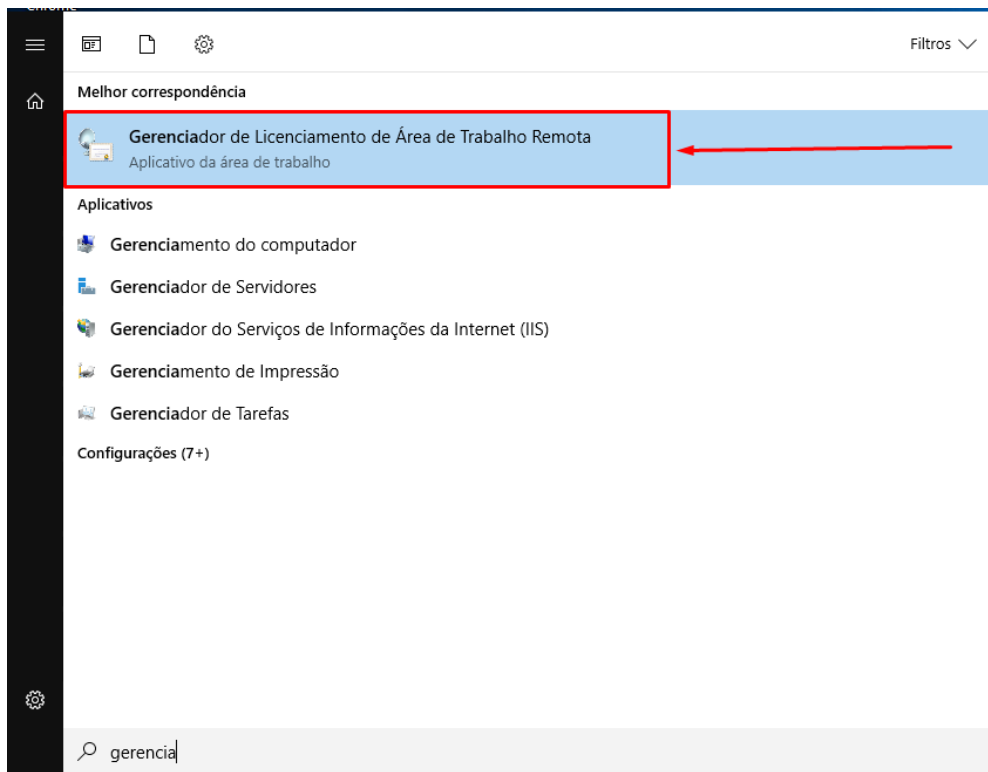 Chrome
Filtros
Melhor correspondência
Gerenciador de Licenciamento de Área de Trabalho Remota
Aplicativo da área de trabalho
Aplicativos
Gerenciamento do computador
Gerenciador de Servidores
Gerenciador do Serviços de Informações da Internet (IIS)
Gerenciamento de Impressão
Gerenciador de Tarefas
Configurações (7+)
gerencia